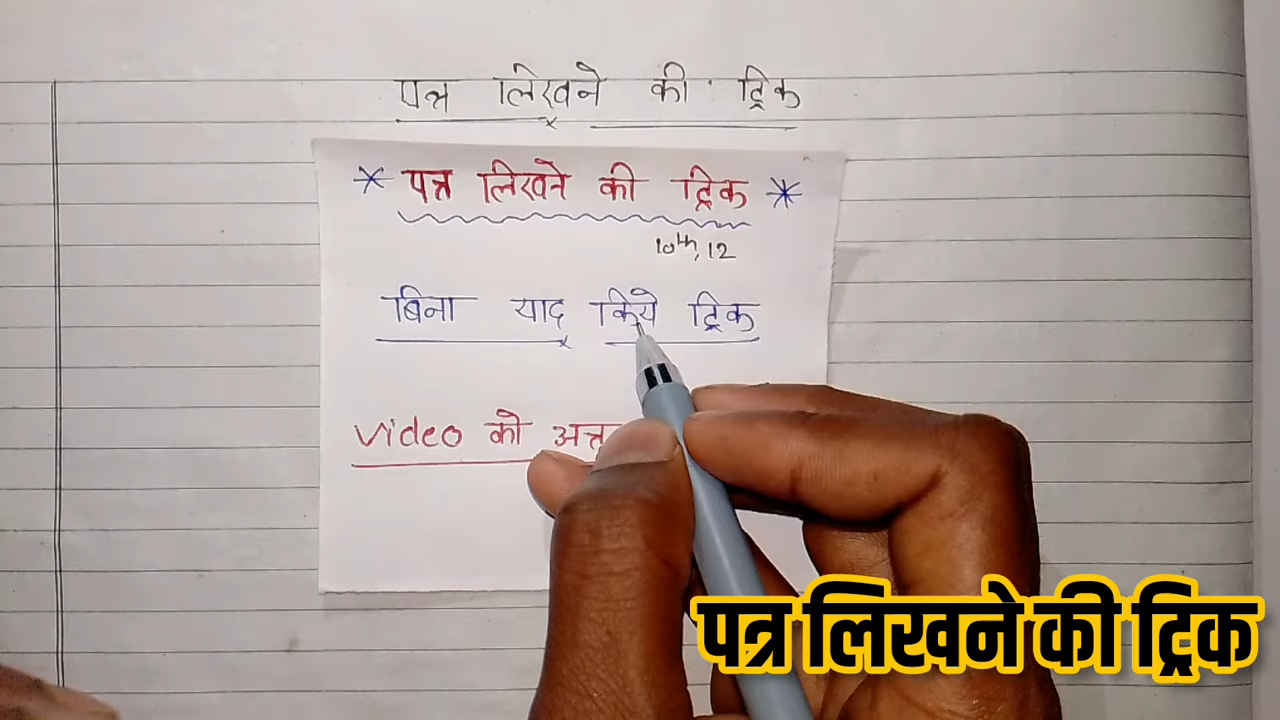 पत्र लिखने की ट्रिक
* पत्र लिखने की ट्रिक *
10th, 12
बिना याद किये ट्रिक
Video को
पत्र लिखने की ट्रिक